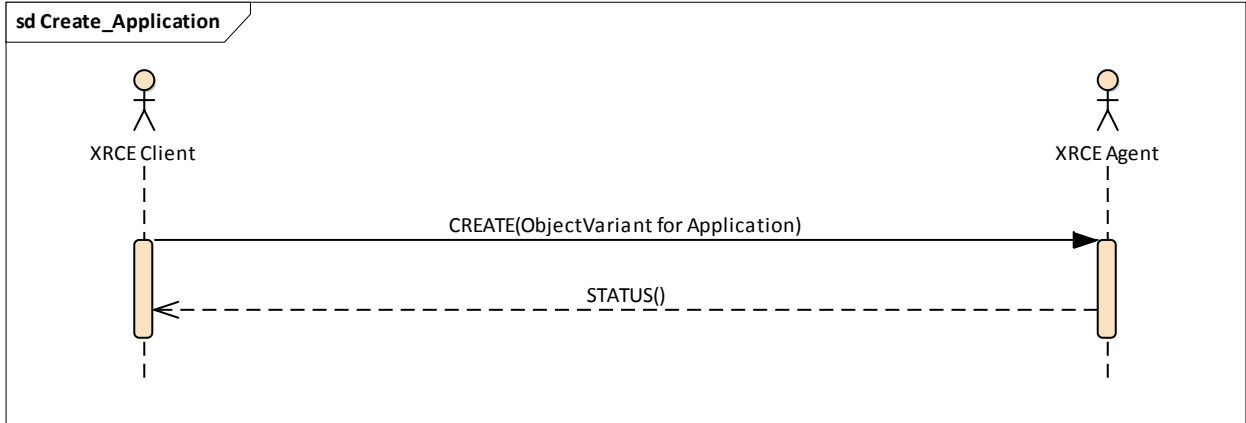 sd Create_Application
XRCE Client
XRCE Agent
CREATE(ObjectVariant for Application)
STATUS()